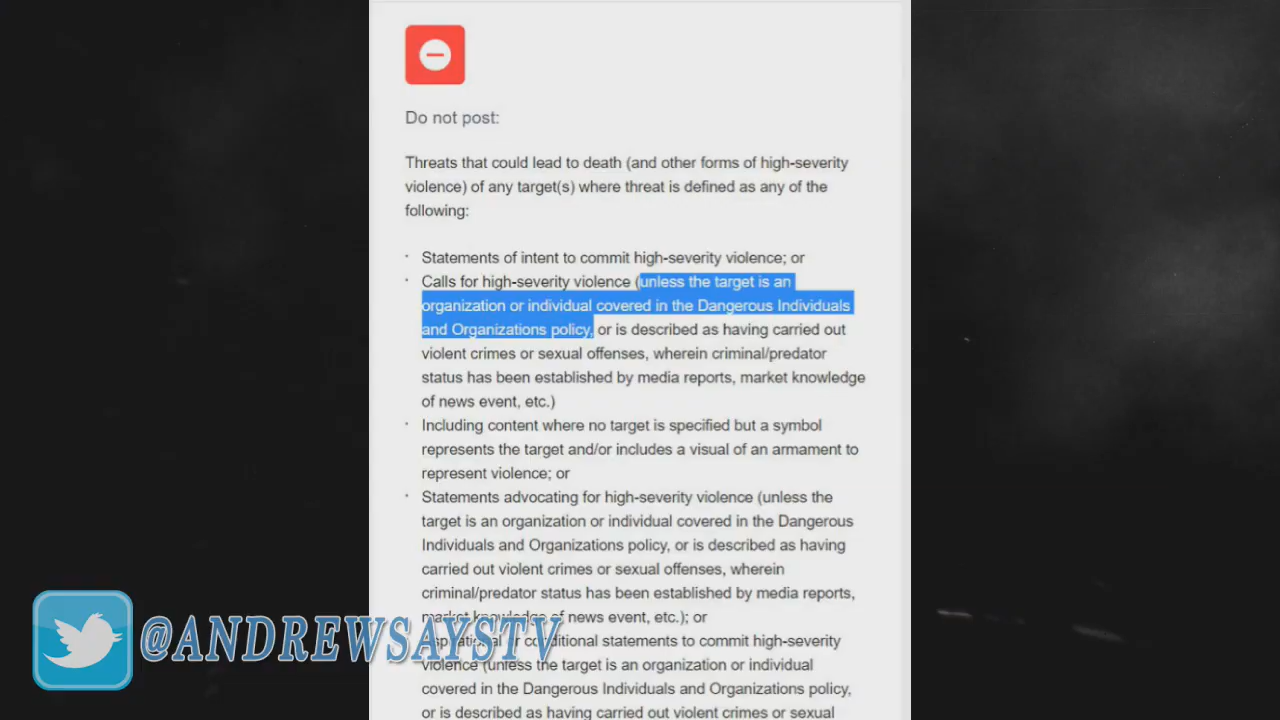 Do not post:
Threats that could lead to death (and other forms of high-severity
violence) of any target(s) where threat is defined as any of the
following:
· Statements of intent to commit high-severity violence; or
· Calls for high-severity violence (unless the target is an
organization or individual covered in the Dangerous Individuals
and Organizations policy, or is described as having carried out
violent crimes or sexual offenses, wherein criminal/predator
status has been established by media reports, market knowledge
of news event, etc.)
· Including content where no target is specified but a symbol
represents the target and/or includes a visual of an armament to
represent violence; or
· Statements advocating for high-severity violence (unless the
target is an organization or individual covered in the Dangerous
Individuals and Organizations policy, or is described as having
carried out violent crimes or sexual offenses, wherein
criminal/predator status has been established by media reports,
market knowledge of news event, etc.); or
or conditional statements to commit high-severity
violence (unless the target is an organization or individual
covered in the Dangerous Individuals and Organizations policy,
or is described as having carried out violent crimes or sexual
@ANDREWSAYSTV